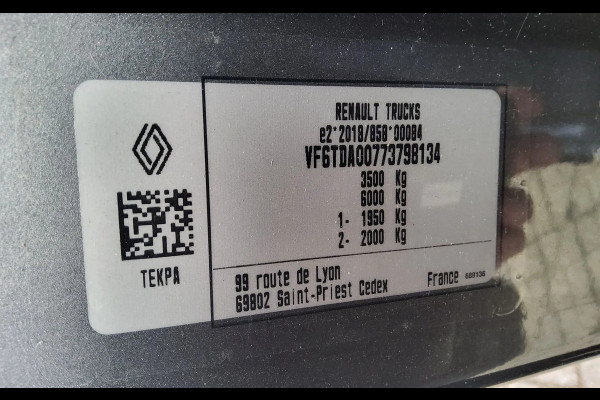 RENAULT TRUCKS
e2*2018/858*00084
VF6TDA00773798134
3500 Kg
6000 Kg
1- 1950 Kg
2- 2000 Kg
TEKPA
99 route de Lyon
69802 Saint-Priest Cedex France 609136